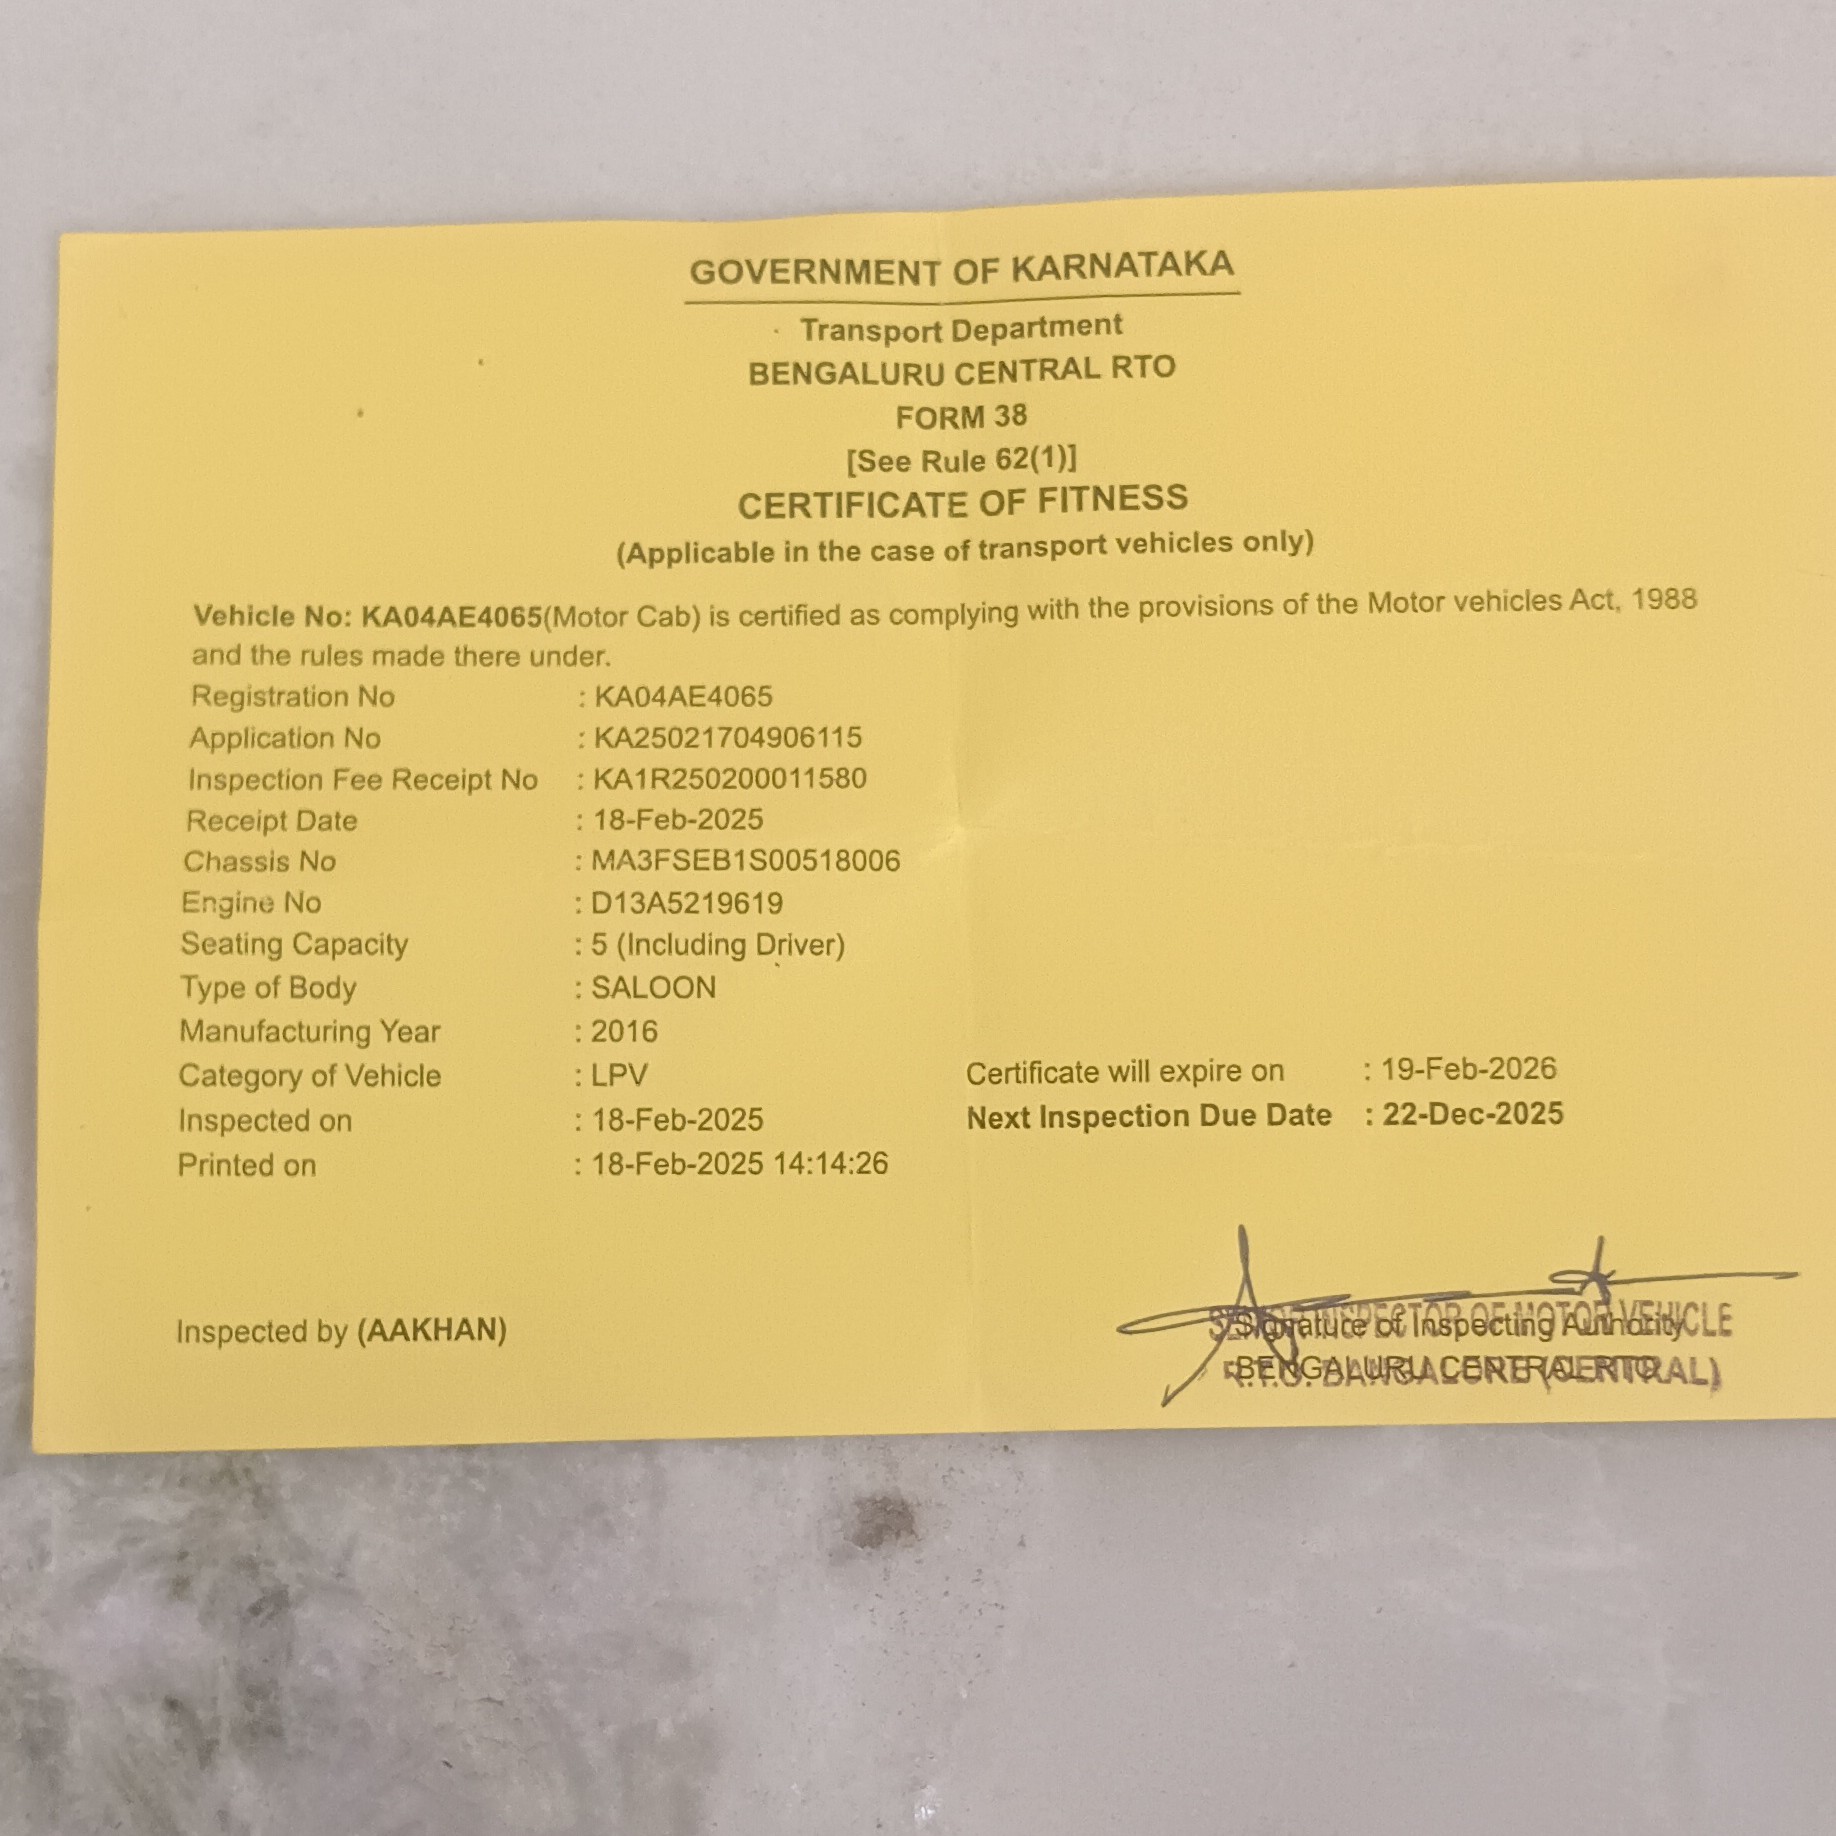 GOVERNMENT OF KARNATAKA
Transport Department
BENGALURU CENTRAL RTO
FORM 38
[See Rule 62(1)]
CERTIFICATE OF FITNESS
(Applicable in the case of transport vehicles only)
Vehicle No: KA04AE4065(Motor Cab) is certified as complying with the provisions of the Motor vehicles Act, 1988
and the rules made there under.
Registration No : KA04AE4065
Application No : KA25021704906115
Inspection Fee Receipt No : KA1R250200011580
Receipt Date : 18-Feb-2025
Chassis No : MA3FSEB1S00518006
Engine No : D13A5219619
Seating Capacity : 5 (Including Driver)
Type of Body : SALOON
Manufacturing Year : 2016
Category of Vehicle : LPV Certificate will expire on : 19-Feb-2026
Inspected on : 18-Feb-2025 Next Inspection Due Date : 22-Dec-2025
Printed on : 18-Feb-2025 14:14:26
Inspected by (AAKHAN)
INSPECTOR OF MOTOR VEHICLE
Signature of Inspecting Authority
BENGALURU CENTRAL RTO
R.T.O. BANGALORE (CENTRAL)